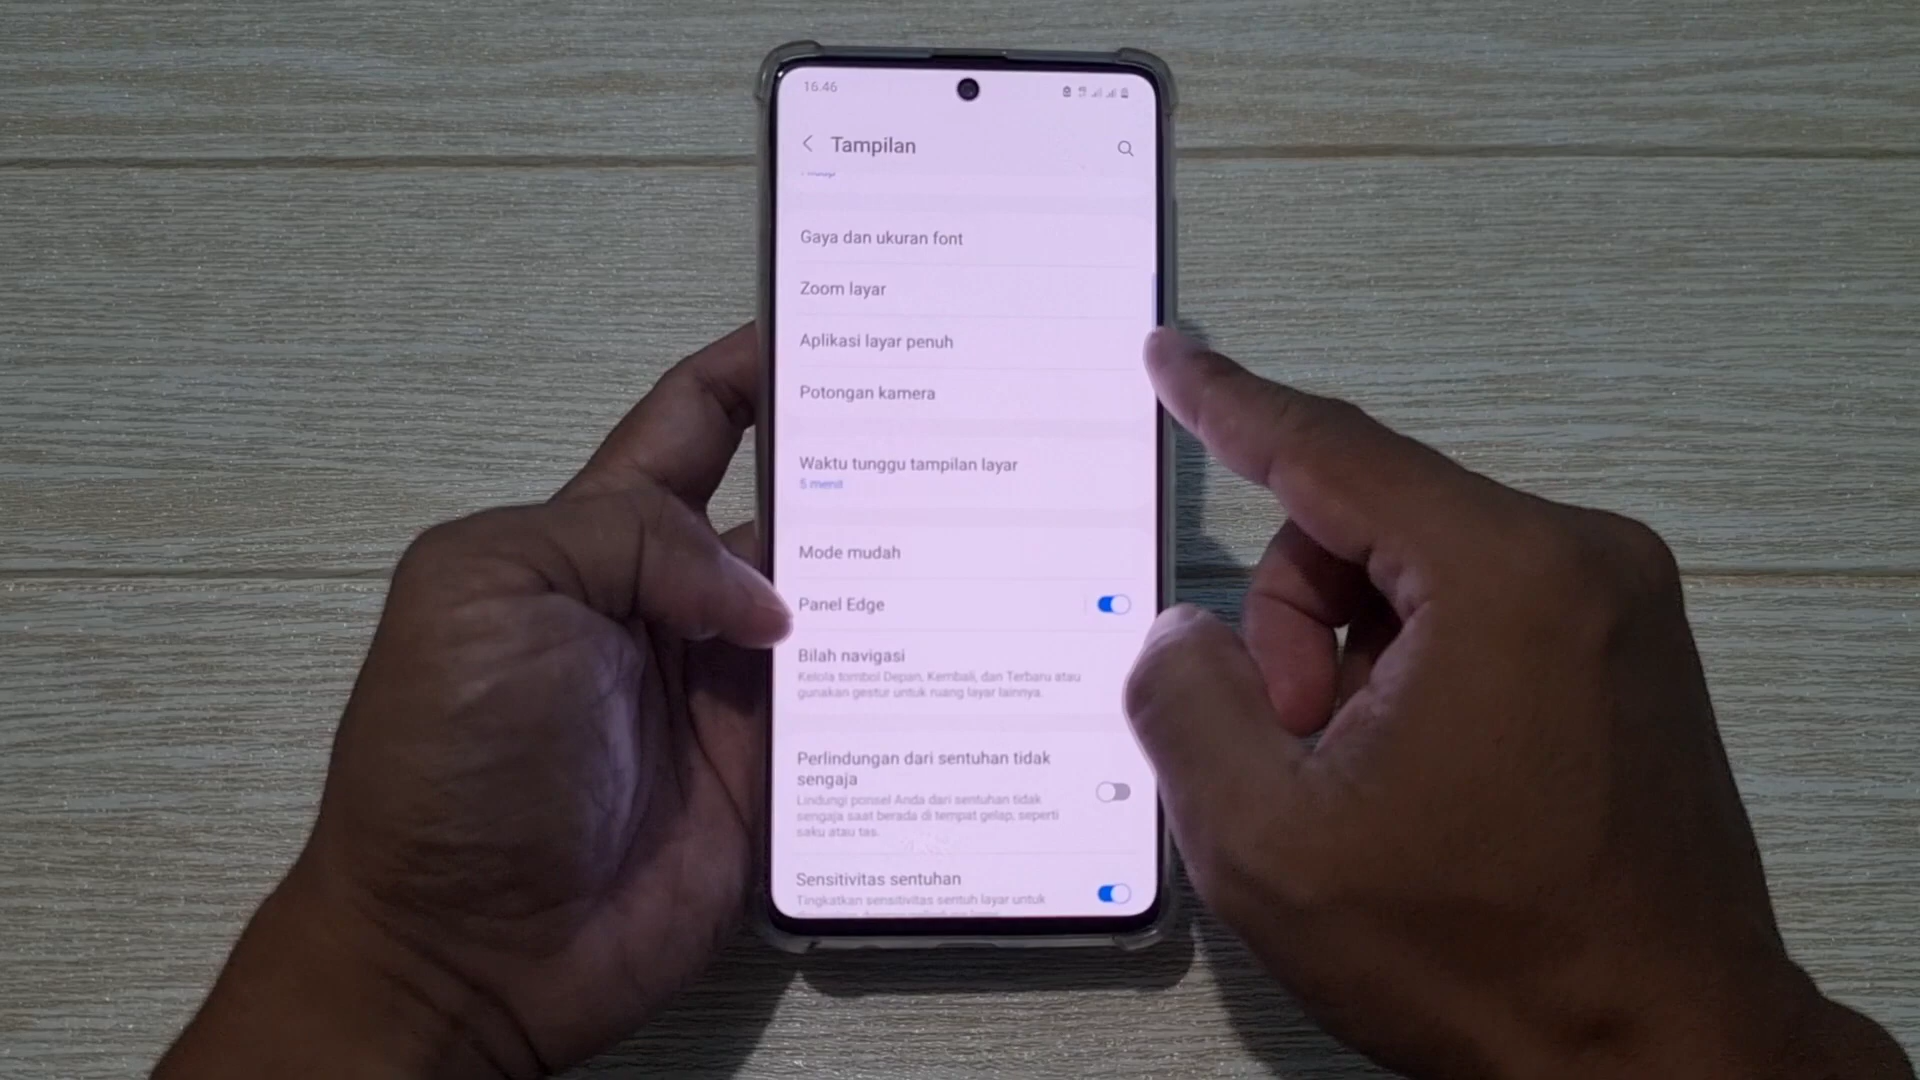 16.46
Tampilan
Gaya dan ukuran font
Zoom layar
Aplikasi layar penuh
Potongan kamera
Waktu tunggu tampilan layar
5 menit
Mode mudah
Panel Edge
Bilah navigasi
Kelola tombol Depan, Kembali, dan Terbaru atau
gunakan gestur untuk ruang layar lainnya.
Perlindungan dari sentuhan tidak
sengaja
Lindungi ponsel Anda dari sentuhan tidak
sengaja saat berada di tempat gelap, seperti
saku atau tas.
Sensitivitas sentuhan
Tingkatkan sensitivitas sentuh layar untuk